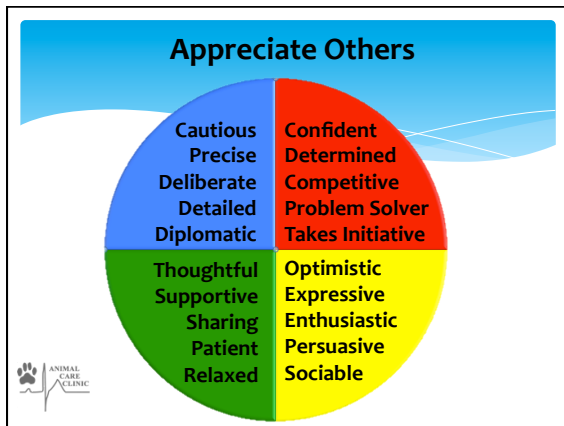 Appreciate Others
Cautious
Precise
Deliberate
Detailed
Diplomatic
Confident
Determined
Competitive
Problem Solver
Takes Initiative
Thoughtful
Supportive
Sharing
Patient
Relaxed
Optimistic
Expressive
Enthusiastic
Persuasive
Sociable
ANIMAL
CARE
CLINIC